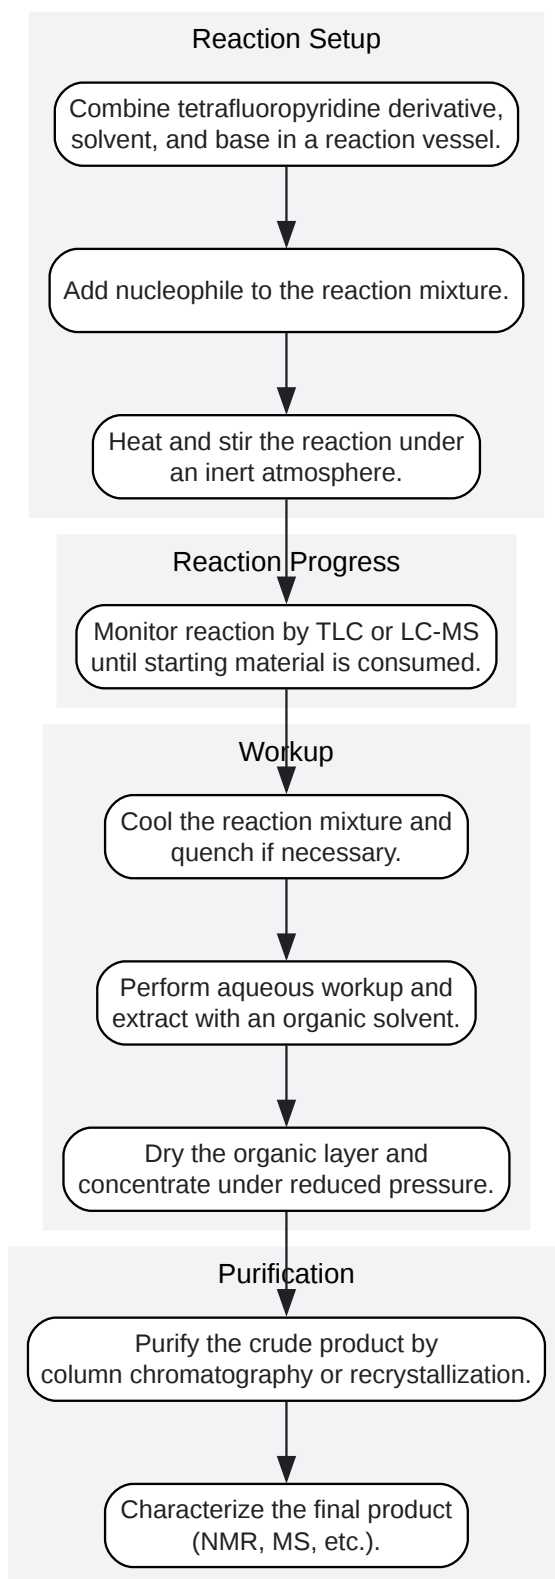 Reaction Setup
Combine tetrafluoropyridine derivative,
solvent, and base in a reaction vessel.
Add nucleophile to the reaction mixture.
Heat and stir the reaction under
an inert atmosphere.
Reaction Progress
Monitor reaction by TLC or LC-MS
until starting material is consumed.
Workup
Cool the reaction mixture and
quench if necessary.
Perform aqueous workup and
extract with an organic solvent.
Dry the organic layer and
concentrate under reduced pressure.
Purification
Purify the crude product by
column chromatography or recrystallization.
Characterize the final product
(NMR, MS, etc.).